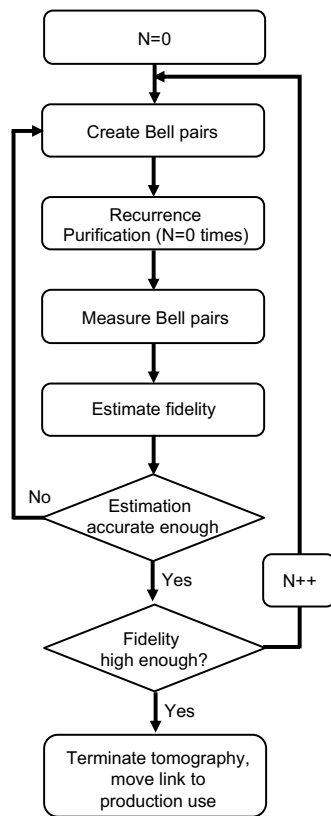 N=0
Create Bell pairs
Recurrence
Purification (N=0 times)
Measure Bell pairs
Estimate fidelity
No
Estimation
accurate enough
Yes
N++
Fidelity
high enough?
Yes
Terminate tomography,
move link to
production use